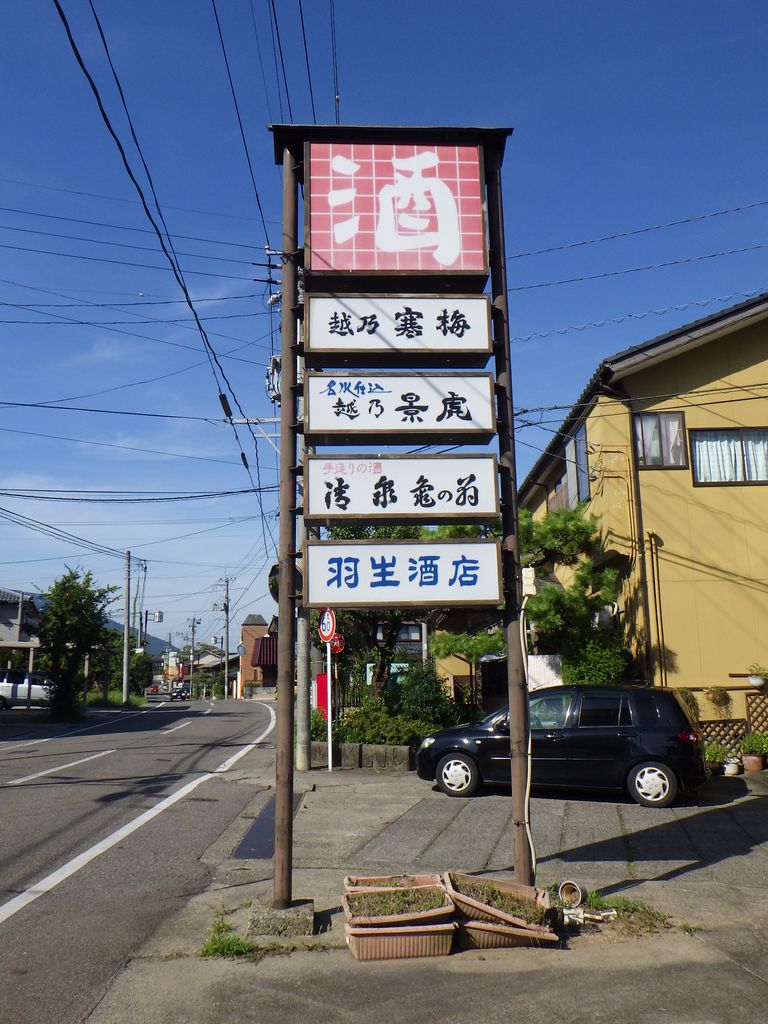 酒
越乃 寒梅
名水仕込
越乃 景虎
手造りの酒
清泉 亀の翁
羽生酒店